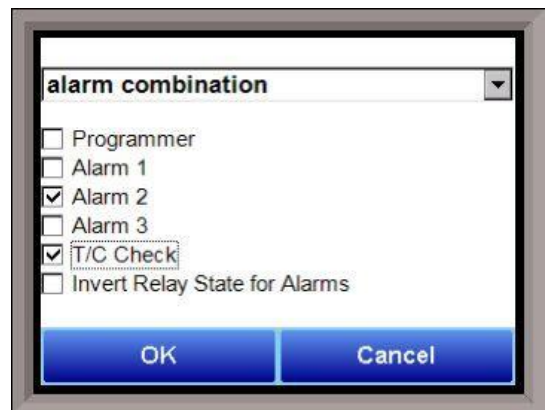 alarm combination
Programmer
Alarm 1
Alarm 2
Alarm 3
T/C Check
Invert Relay State for Alarms
OK Cancel